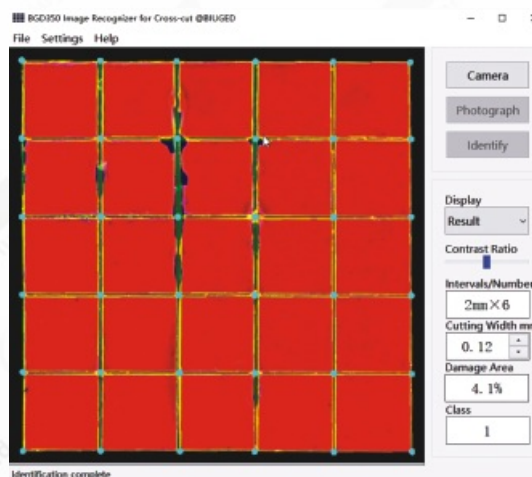 BGD350 Image Recognizer for Cross-cut @BIUGED
File Settings Help
Camera
Photograph
Identify
Display
Result
Contrast Ratio
Intervals/Number
2mm×6
Cutting Width mm
0.12
Damage Area
4.1%
Class
1
Identification complete